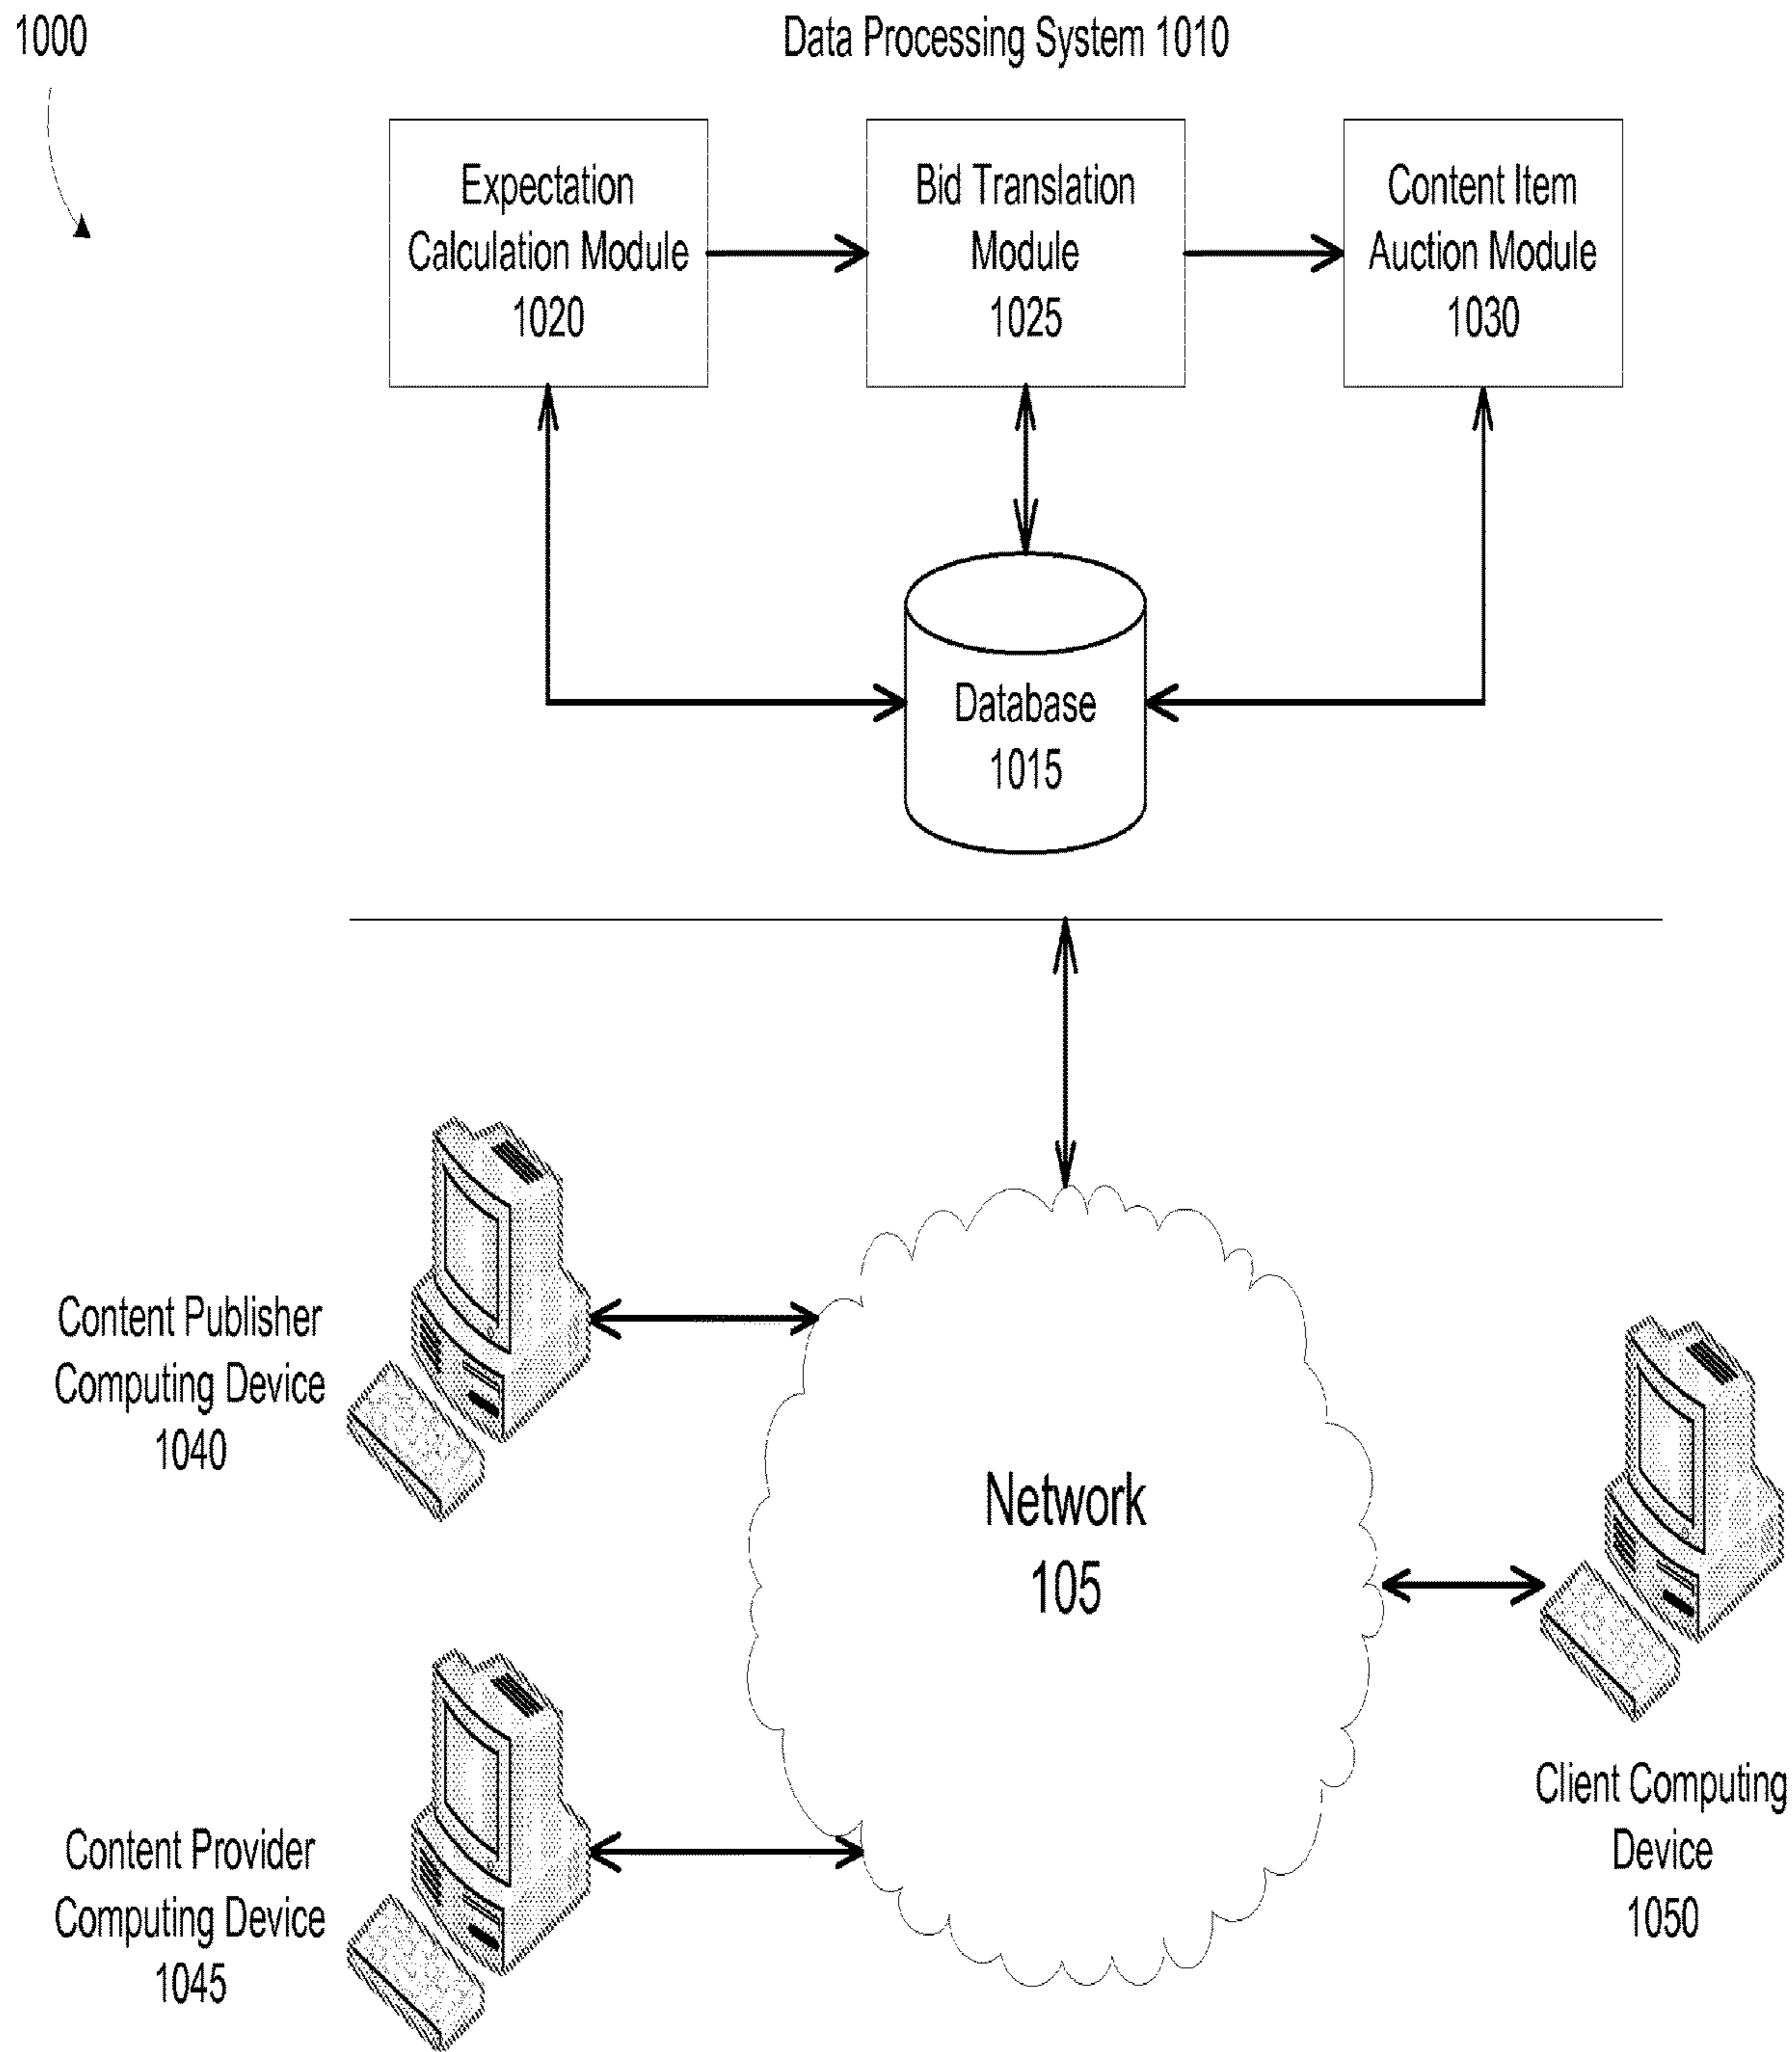 1000
Data Processing System 1010
Expectation
Calculation Module
1020
Bid Translation
Module
1025
Content Item
Auction Module
1030
Database
1015
Content Publisher
Computing Device
1040
Network
105
Client Computing
Device
1050
Content Provider
Computing Device
1045